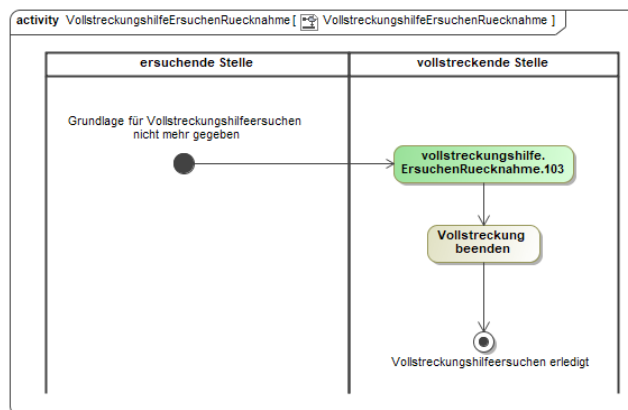 activity VollstreckungshilfeErsuchenRuecknahme [ VollstreckungshilfeErsuchenRuecknahme ]
ersuchende Stelle
vollstreckende Stelle
Grundlage für Vollstreckungshilfeersuchen
nicht mehr gegeben
vollstreckungshilfe.
ErsuchenRuecknahme.103
Vollstreckung
beenden
Vollstreckungshilfeersuchen erledigt